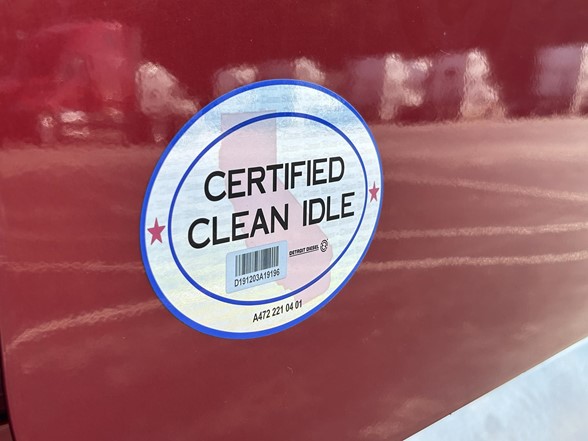 CERTIFIED
CLEAN IDLE
DETROIT DIESEL
D191203A19196
A472 221 04 01